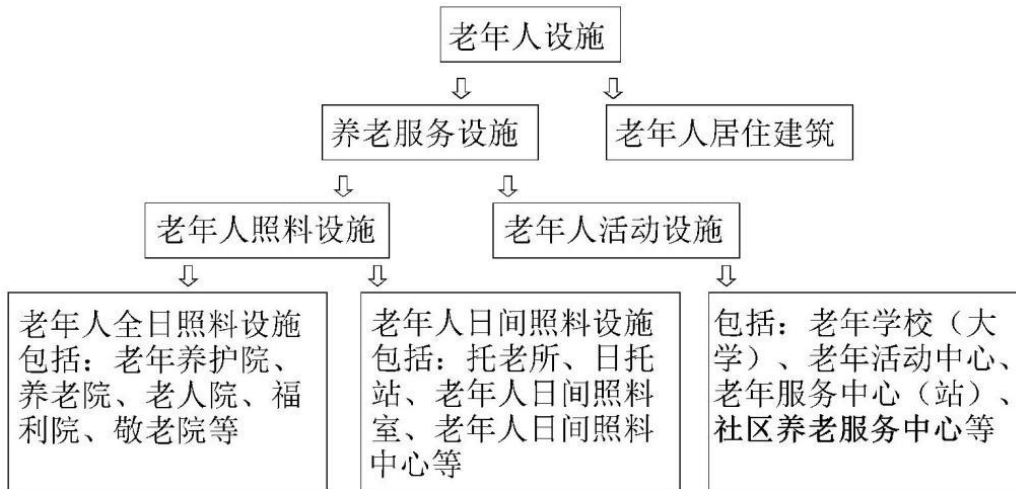 老年人设施
养老服务设施
老年人居住建筑
老年人照料设施
老年人活动设施
老年人全日照料设施
包括：老年养护院、
养老院、老人院、福
利院、敬老院等
老年人日间照料设施
包括：托老所、日托
站、老年人日间照料
室、老年人日间照料
中心等
包括：老年学校（大
学）、老年活动中心、
老年服务中心（站）、
社区养老服务中心等